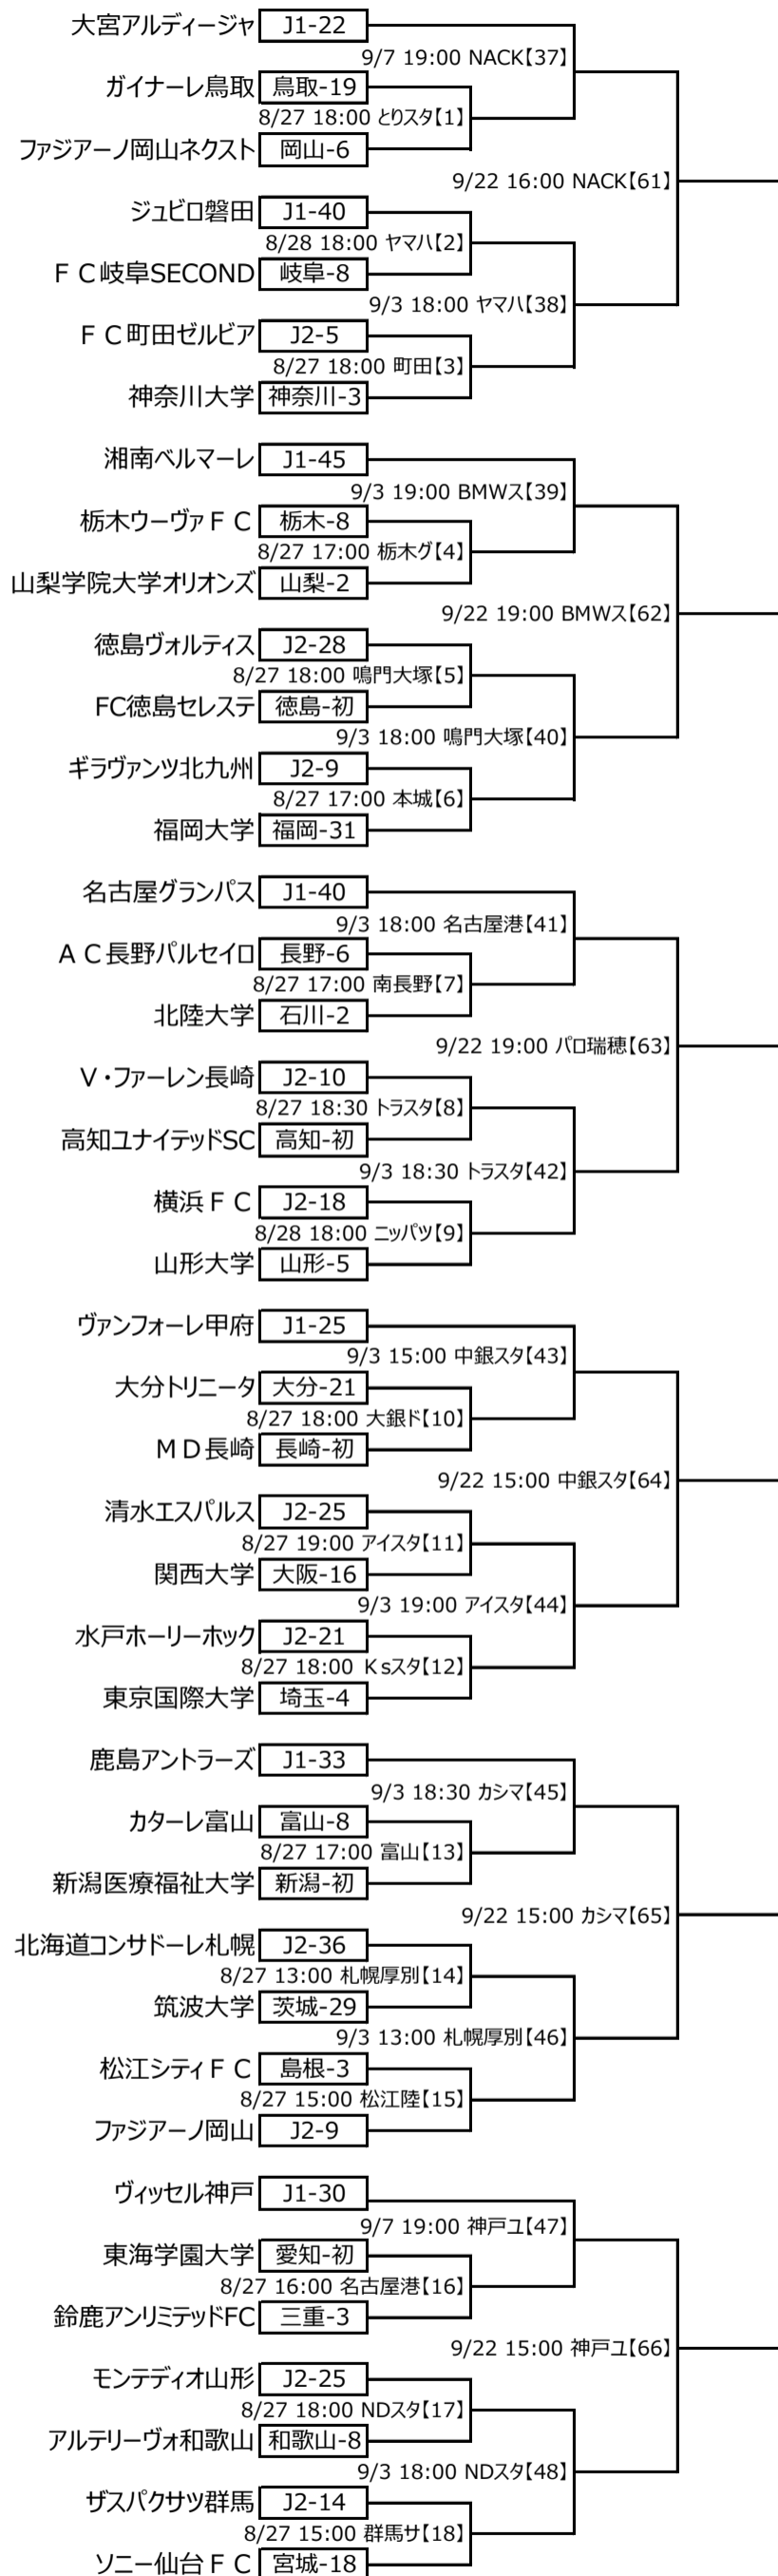 大宮アルディージャ J1-22
9/7 19:00 NACK【37】
ガイナーレ鳥取 鳥取-19
8/27 18:00 とりスタ【1】
ファジアーノ岡山ネクスト 岡山-6
9/22 16:00 NACK【61】
ジュビロ磐田 J1-40
8/28 18:00 ヤマハ【2】
ＦＣ岐阜SECOND 岐阜-8
9/3 18:00 ヤマハ【38】
ＦＣ町田ゼルビア J2-5
8/27 18:00 町田【3】
神奈川大学 神奈川-3
湘南ベルマーレ J1-45
9/3 19:00 BMWス【39】
栃木ウーヴァＦＣ 栃木-8
8/27 17:00 栃木グ【4】
山梨学院大学オリオンズ 山梨-2
9/22 19:00 BMWス【62】
徳島ヴォルティス J2-28
8/27 18:00 鳴門大塚【5】
FC徳島セレステ 徳島-初
9/3 18:00 鳴門大塚【40】
ギラヴァンツ北九州 J2-9
8/27 17:00 本城【6】
福岡大学 福岡-31
名古屋グランパス J1-40
9/3 18:00 名古屋港【41】
ＡＣ長野パルセイロ 長野-6
8/27 17:00 南長野【7】
北陸大学 石川-2
9/22 19:00 パロ瑞穂【63】
Ｖ・ファーレン長崎 J2-10
8/27 18:30 トラスタ【8】
高知ユナイテッドSC 高知-初
9/3 18:30 トラスタ【42】
横浜ＦＣ J2-18
8/28 18:00 ニッパツ【9】
山形大学 山形-5
ヴァンフォーレ甲府 J1-25
9/3 15:00 中銀スタ【43】
大分トリニータ 大分-21
8/27 18:00 大銀ド【10】
ＭＤ長崎 長崎-初
9/22 15:00 中銀スタ【64】
清水エスパルス J2-25
8/27 19:00 アイスタ【11】
関西大学 大阪-16
9/3 19:00 アイスタ【44】
水戸ホーリーホック J2-21
8/27 18:00 Ｋsスタ【12】
東京国際大学 埼玉-4
鹿島アントラーズ J1-33
9/3 18:30 カシマ【45】
カターレ富山 富山-8
8/27 17:00 富山【13】
新潟医療福祉大学 新潟-初
9/22 15:00 カシマ【65】
北海道コンサドーレ札幌 J2-36
8/27 13:00 札幌厚別【14】
筑波大学 茨城-29
9/3 13:00 札幌厚別【46】
松江シティＦＣ 島根-3
8/27 15:00 松江陸【15】
ファジアーノ岡山 J2-9
ヴィッセル神戸 J1-30
9/7 19:00 神戸ユ【47】
東海学園大学 愛知-初
8/27 16:00 名古屋港【16】
鈴鹿アンリミテッドFC 三重-3
9/22 15:00 神戸ユ【66】
モンテディオ山形 J2-25
8/27 18:00 NDスタ【17】
アルテリーヴォ和歌山 和歌山-8
9/3 18:00 NDスタ【48】
ザスパクサツ群馬 J2-14
8/27 15:00 群馬サ【18】
ソニー仙台ＦＣ 宮城-18